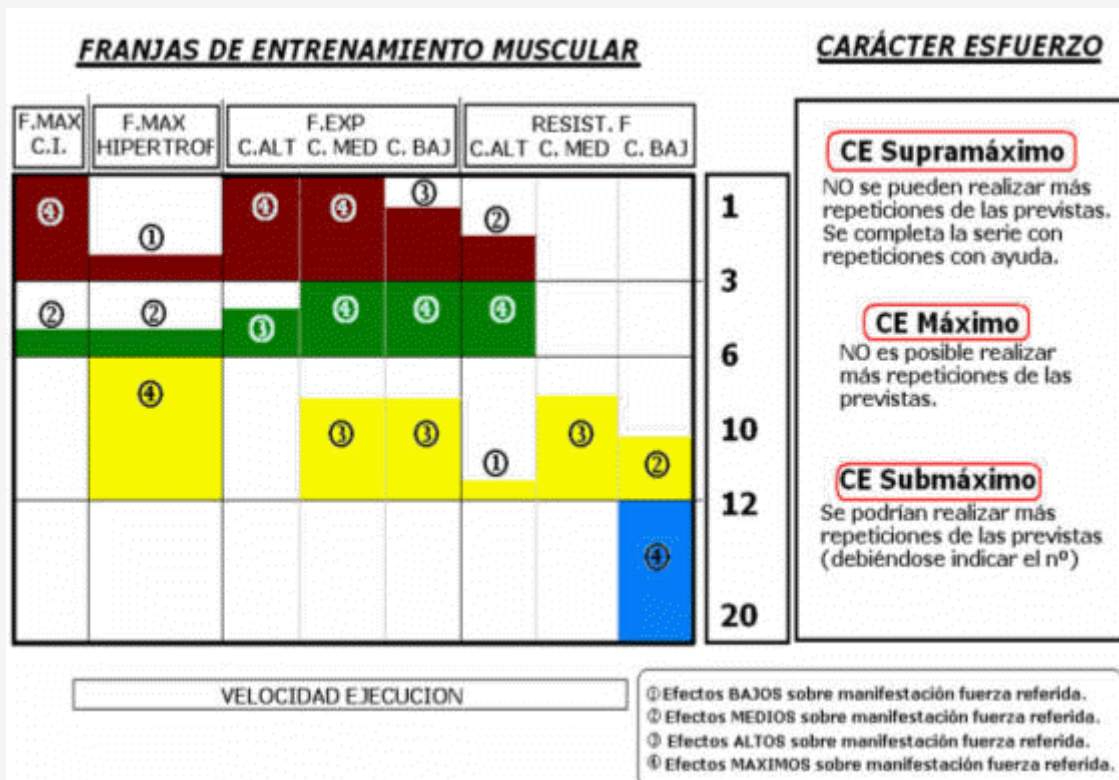 FRANJAS DE ENTRENAMIENTO MUSCULAR
CARÁCTER ESFUERZO
F.MAX
C.I.
F.MAX
HIPERTROF
F.EXP
C.ALT C. MED C. BAJ
RESIST. F
C.ALT C. MED C. BAJ
④ ① ④ ④ ③ ②
② ② ③ ④ ④ ④
④ ③ ③ ① ③ ②
④
1
3
6
10
12
20
CE Supramáximo
NO se pueden realizar más
repeticiones de las previstas.
Se completa la serie con
repeticiones con ayuda.
CE Máximo
NO es posible realizar
más repeticiones de las
previstas.
CE Submáximo
Se podrían realizar más
repeticiones de las previstas
(debiéndose indicar el nº)
VELOCIDAD EJECUCION
① Efectos BAJOS sobre manifestación fuerza referida.
② Efectos MEDIOS sobre manifestación fuerza referida.
③ Efectos ALTOS sobre manifestación fuerza referida.
④ Efectos MAXIMOS sobre manifestación fuerza referida.